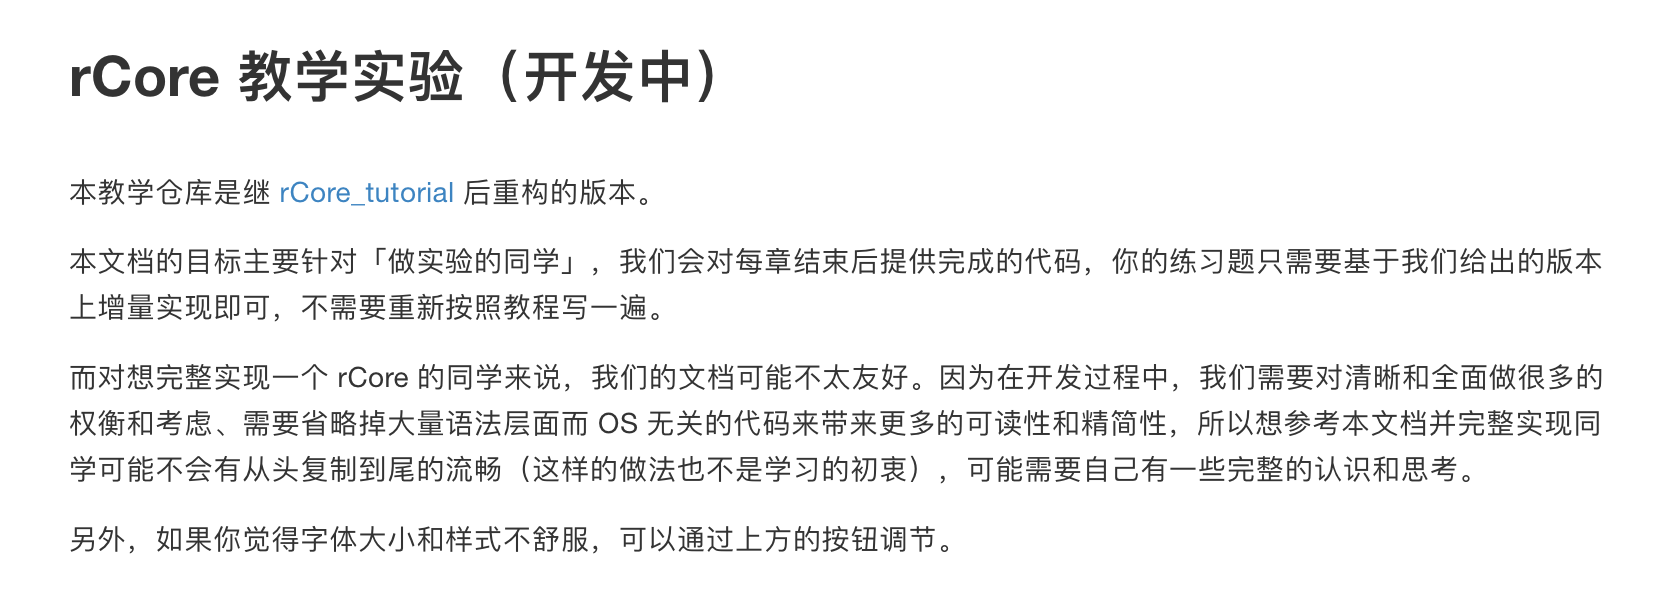 rCore 教学实验（开发中）
本教学仓库是继 rCore_tutorial 后重构的版本。
本文档的目标主要针对「做实验的同学」，我们会对每章结束后提供完成的代码，你的练习题只需要基于我们给出的版本
上增量实现即可，不需要重新按照教程写一遍。
而对想完整实现一个 rCore 的同学来说，我们的文档可能不太友好。因为在开发过程中，我们需要对清晰和全面做很多的
权衡和考虑、需要省略掉大量语法层面而 OS 无关的代码来带来更多的可读性和精简性，所以想参考本文档并完整实现同
学可能不会有从头复制到尾的流畅（这样的做法也不是学习的初衷），可能需要自己有一些完整的认识和思考。
另外，如果你觉得字体大小和样式不舒服，可以通过上方的按钮调节。